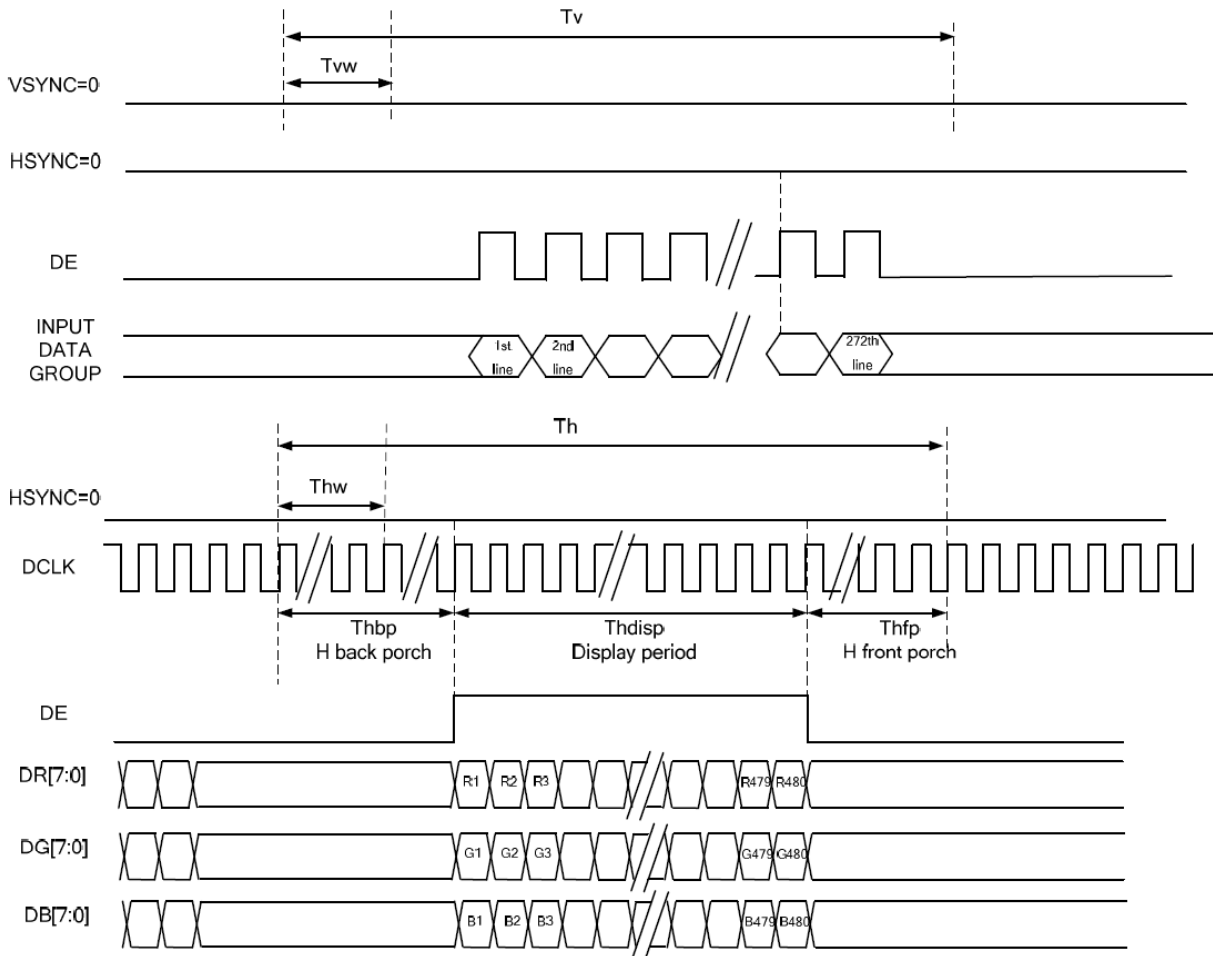 Tv
Tvw
VSYNC=0
HSYNC=0
DE
INPUT
DATA
GROUP
1st
line
2nd
line
272th
line
Th
Thw
HSYNC=0
DCLK
Thbp
H back porch
Thdisp
Display period
Thfp
H front porch
DE
DR[7:0]
R1 R2 R3 R479 R480
DG[7:0]
G1 G2 G3 G479 G480
DB[7:0]
B1 B2 B3 B479 B480